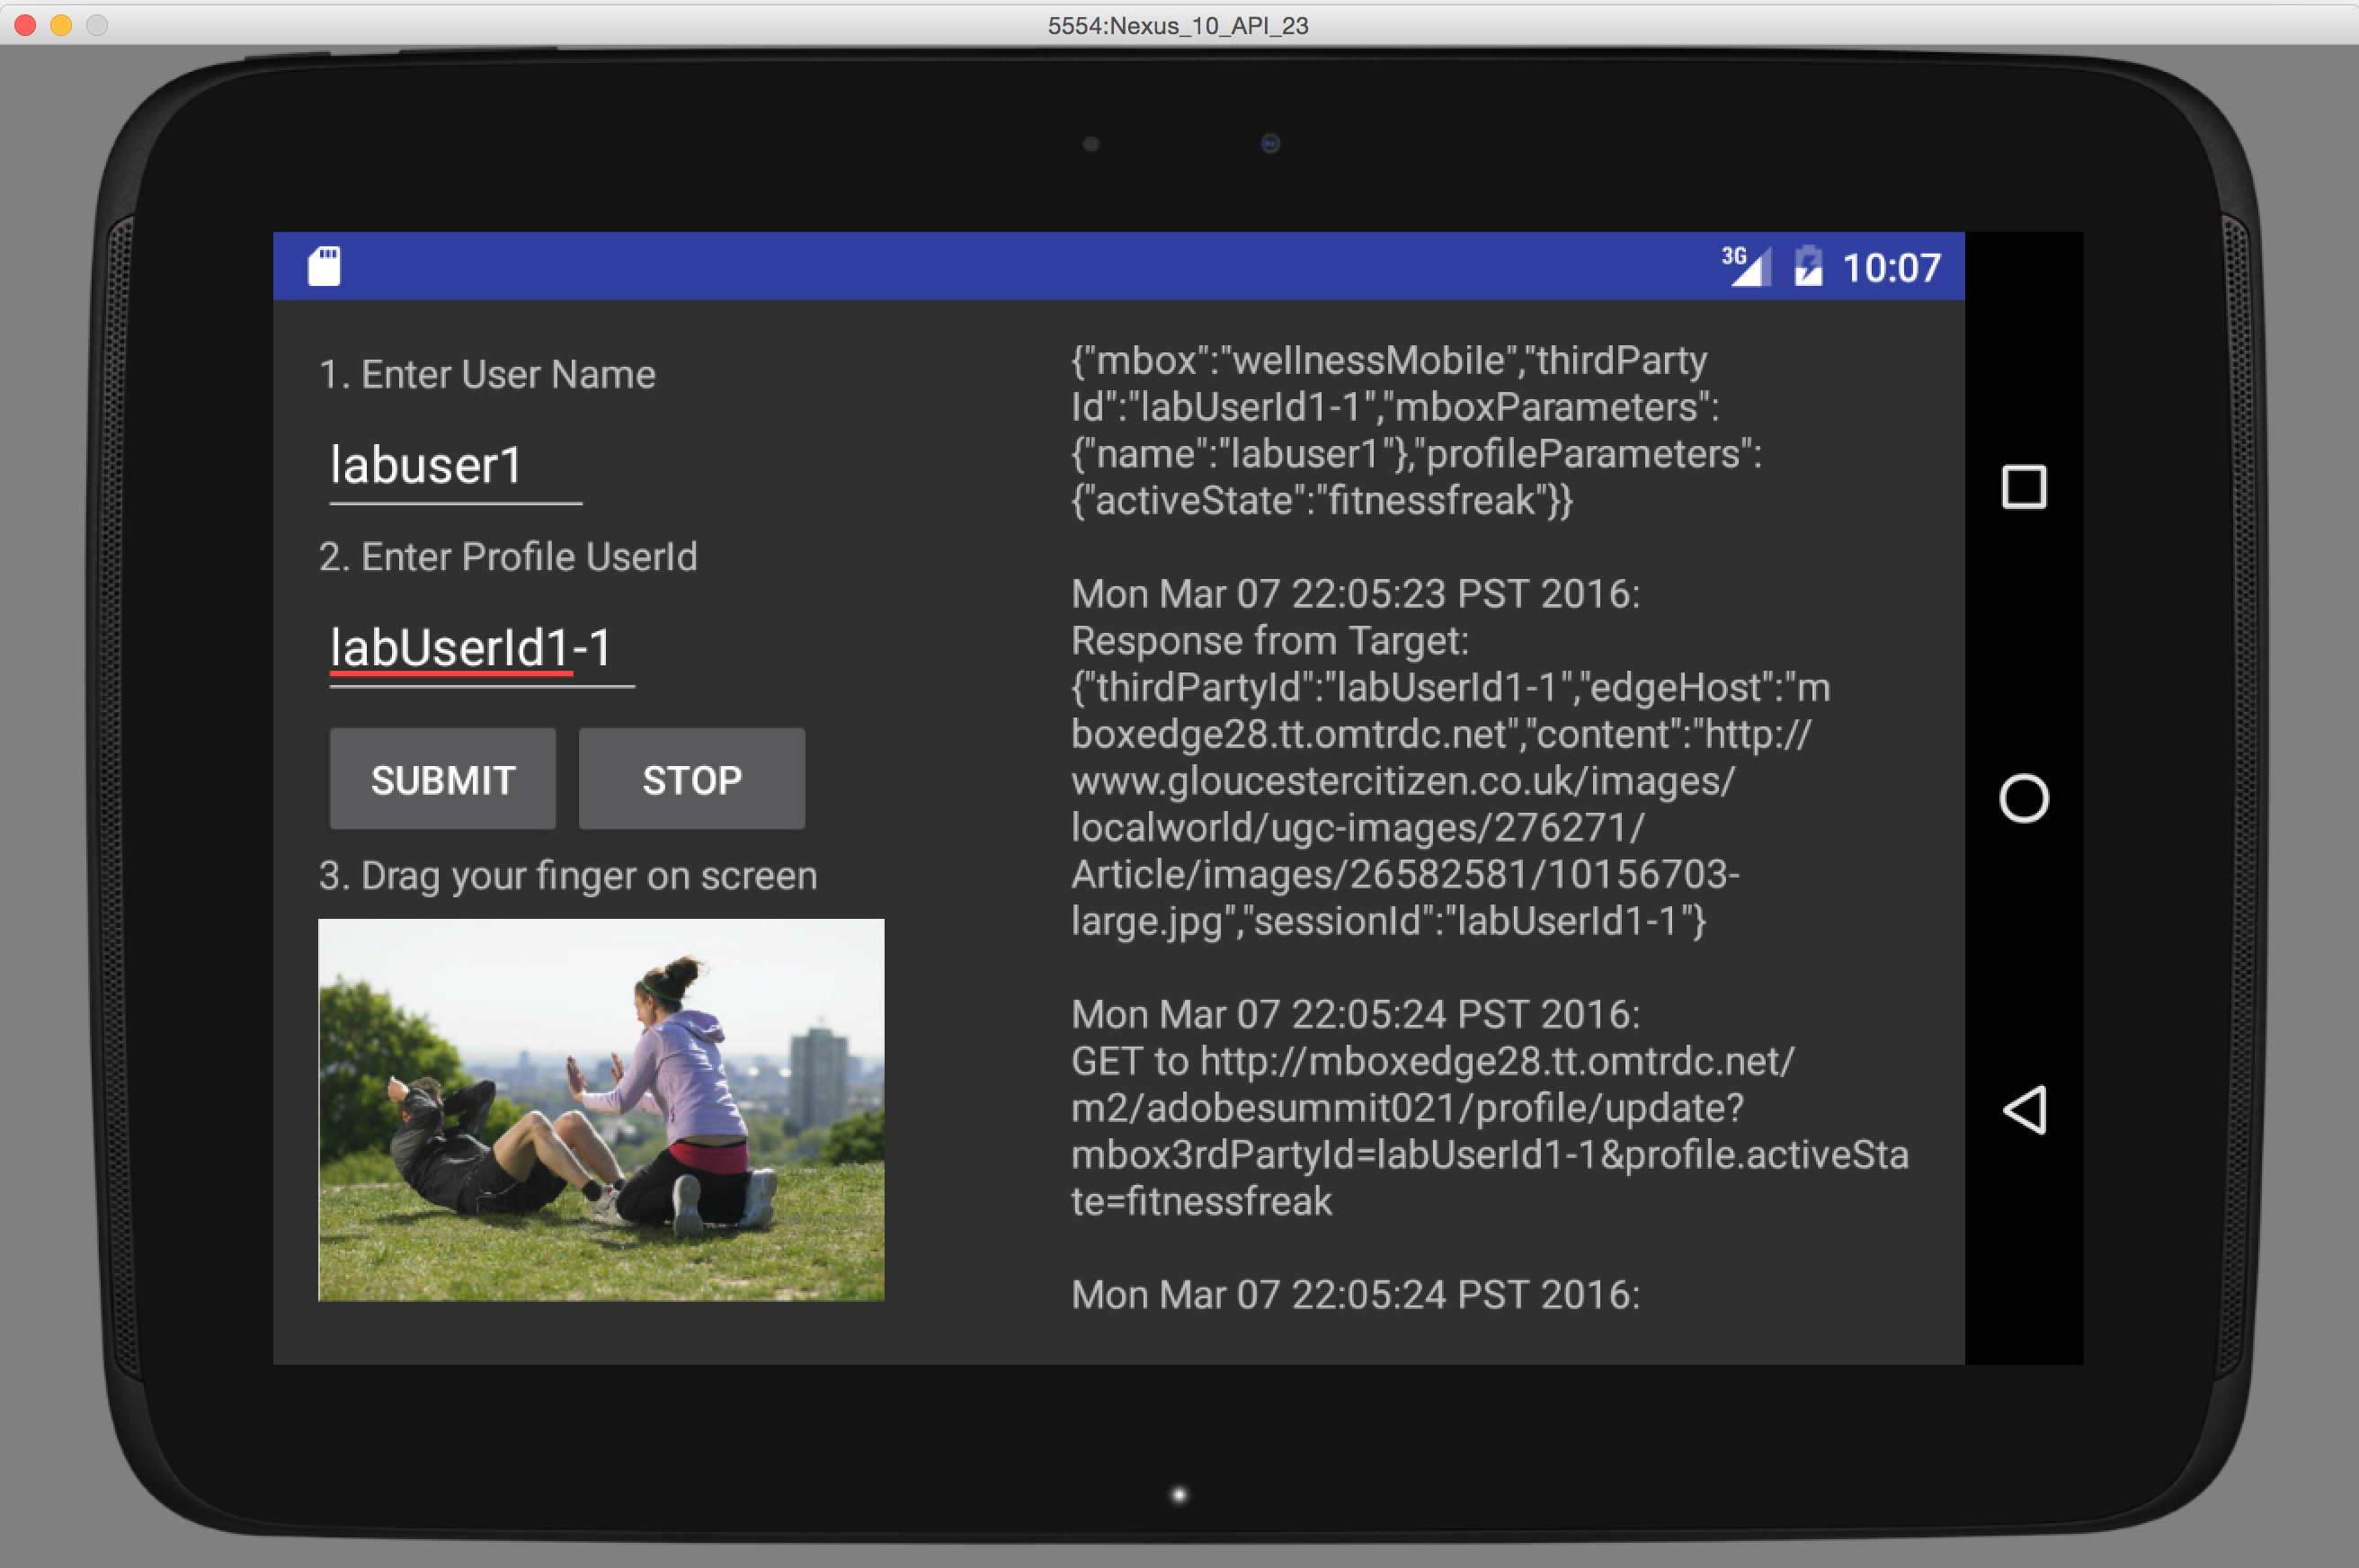 5554:Nexus_10_API_23
3G 10:07
1. Enter User Name
labuser1
2. Enter Profile UserId
labUserId1-1
SUBMIT STOP
3. Drag your finger on screen
{"mbox":"wellnessMobile","thirdParty
Id":"labUserId1-1","mboxParameters":
{"name":"labuser1"},"profileParameters":
{"activeState":"fitnessfreak"}}
Mon Mar 07 22:05:23 PST 2016:
Response from Target:
{"thirdPartyId":"labUserId1-1","edgeHost":"m
boxedge28.tt.omtrdc.net","content":"http://
www.gloucestercitizen.co.uk/images/
localworld/ugc-images/276271/
Article/images/26582581/10156703-
large.jpg","sessionId":"labUserId1-1"}
Mon Mar 07 22:05:24 PST 2016:
GET to http://mboxedge28.tt.omtrdc.net/
m2/adobesummit021/profile/update?
mbox3rdPartyId=labUserId1-1&profile.activeSta
te=fitnessfreak
Mon Mar 07 22:05:24 PST 2016: